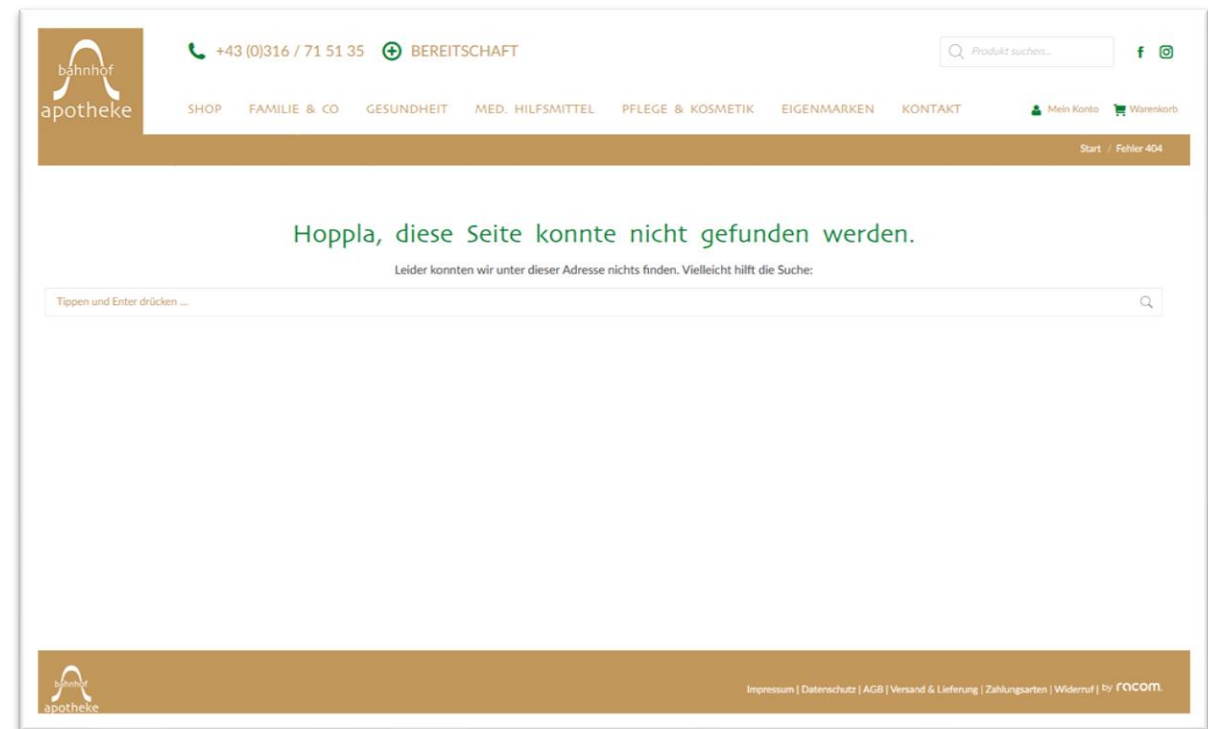 bahnhof
apotheke
+43 (0)316 / 71 51 35 BEREITSCHAFT
Produkt suchen...
SHOP FAMILIE & CO GESUNDHEIT MED. HILFSMITTEL PFLEGE & KOSMETIK EIGENMARKEN KONTAKT
Mein Konto Warenkorb
Start / Fehler 404
Hoppla, diese Seite konnte nicht gefunden werden.
Leider konnten wir unter dieser Adresse nichts finden. Vielleicht hilft die Suche:
Tippen und Enter drücken ...
bahnhof
apotheke
Impressum | Datenschutz | AGB | Versand & Lieferung | Zahlungsarten | Widerruf | by racom.